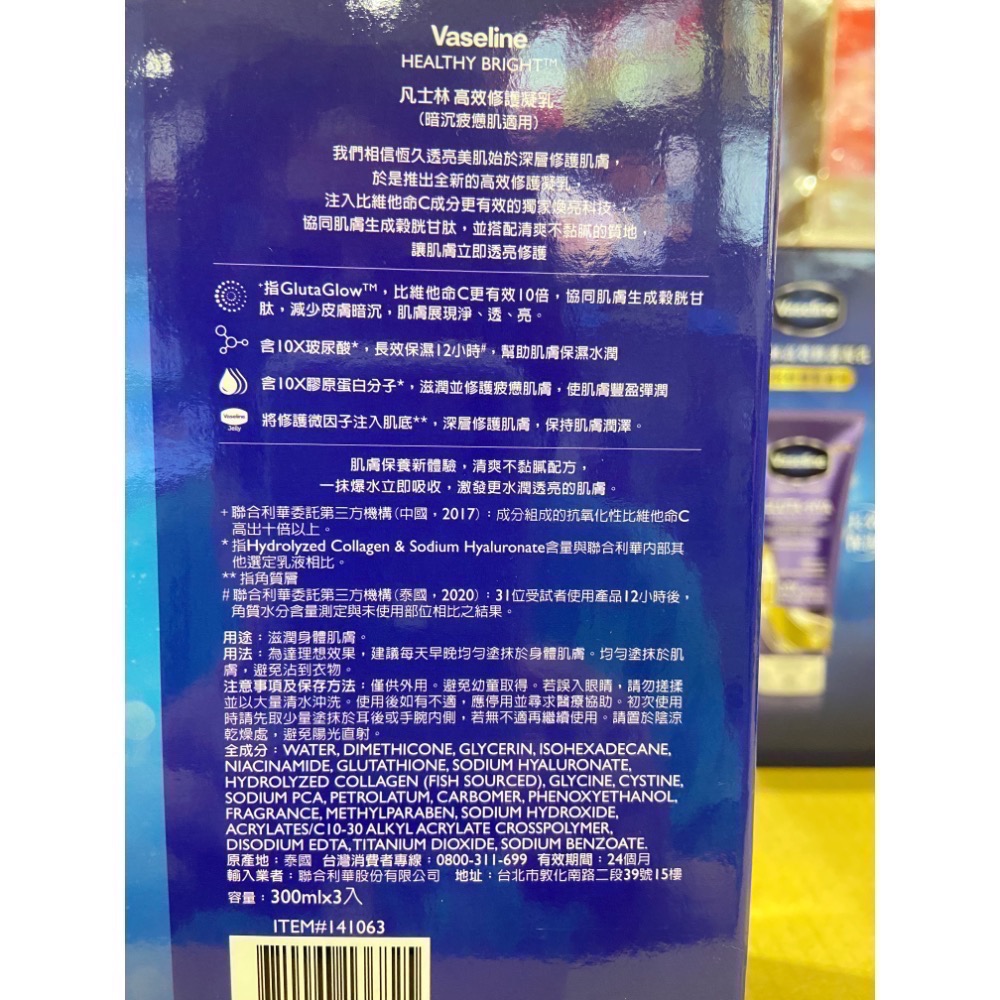 Vaseline
HEALTHY BRIGHT™
凡士林 高效修護凝乳
(暗沉疲憊肌適用)
我們相信恆久透亮美肌始於深層修護肌膚，
於是推出全新的高效修護凝乳，
注入比維他命C成分更有效的獨家煥亮科技⁺，
協同肌膚生成穀胱甘肽，並搭配清爽不黏膩的質地，
讓肌膚立即透亮修護
⁺指GlutaGlow™，比維他命C更有效10倍，協同肌膚生成穀胱甘
肽，減少皮膚暗沉，肌膚展現淨、透、亮。
含10X玻尿酸*，長效保濕12小時#，幫助肌膚保濕水潤
含10X膠原蛋白分子*，滋潤並修護疲憊肌膚，使肌膚豐盈彈潤
Vaseline
Jelly
將修護微因子注入肌底**，深層修護肌膚，保持肌膚潤澤。
肌膚保養新體驗，清爽不黏膩配方，
一抹爆水立即吸收，激發更水潤透亮的肌膚。
+ 聯合利華委託第三方機構(中國，2017)：成分組成的抗氧化性比維他命C
高出十倍以上。
* 指Hydrolyzed Collagen & Sodium Hyaluronate含量與聯合利華內部其
他選定乳液相比。
** 指角質層
# 聯合利華委託第三方機構(泰國，2020)：31位受試者使用產品12小時後，
角質水分含量測定與未使用部位相比之結果。
用途：滋潤身體肌膚。
用法：為達理想效果，建議每天早晚均勻塗抹於身體肌膚。均勻塗抹於肌
膚，避免沾到衣物。
注意事項及保存方法：僅供外用。避免幼童取得。若誤入眼睛，請勿搓揉
並以大量清水沖洗。使用後如有不適，應停用並尋求醫療協助。初次使用
時請先取少量塗抹於耳後或手腕內側，若無不適再繼續使用。請置於陰涼
乾燥處，避免陽光直射。
全成分：WATER, DIMETHICONE, GLYCERIN, ISOHEXADECANE,
NIACINAMIDE, GLUTATHIONE, SODIUM HYALURONATE,
HYDROLYZED COLLAGEN (FISH SOURCED), GLYCINE, CYSTINE,
SODIUM PCA, PETROLATUM, CARBOMER, PHENOXYETHANOL,
FRAGRANCE, METHYLPARABEN, SODIUM HYDROXIDE,
ACRYLATES/C10-30 ALKYL ACRYLATE CROSSPOLYMER,
DISODIUM EDTA, TITANIUM DIOXIDE, SODIUM BENZOATE.
原產地：泰國 台灣消費者專線：0800-311-699 有效期間：24個月
輸入業者：聯合利華股份有限公司 地址：台北市敦化南路二段39號15樓
容量：300mlx3入
ITEM#141063
Vaseline
Vaseline